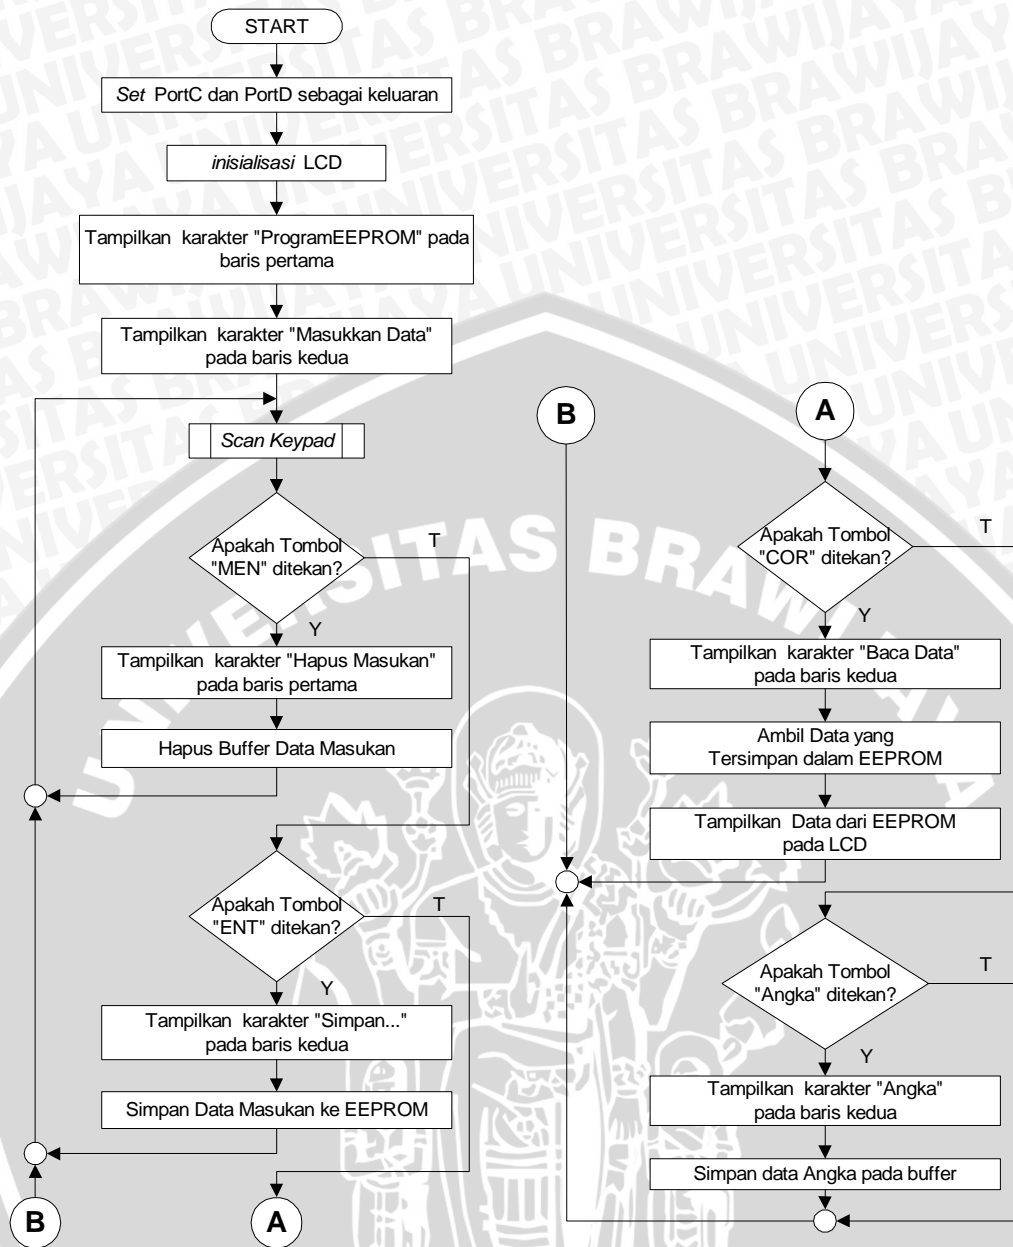 START
Set PortC dan PortD sebagai keluaran
inisialisasi LCD
Tampilkan karakter "ProgramEEPROM" pada
baris pertama
Tampilkan karakter "Masukkan Data"
pada baris kedua
Scan Keypad
Apakah Tombol
"MEN" ditekan?
T
Y
Tampilkan karakter "Hapus Masukan"
pada baris pertama
Hapus Buffer Data Masukan
Apakah Tombol
"ENT" ditekan?
T
Y
Tampilkan karakter "Simpan..."
pada baris kedua
Simpan Data Masukan ke EEPROM
B
A
B
A
Apakah Tombol
"COR" ditekan?
T
Y
Tampilkan karakter "Baca Data"
pada baris kedua
Ambil Data yang
Tersimpan dalam EEPROM
Tampilkan Data dari EEPROM
pada LCD
Apakah Tombol
"Angka" ditekan?
T
Y
Tampilkan karakter "Angka"
pada baris kedua
Simpan data Angka pada buffer
UNIVERSITAS BRAWIJAYA